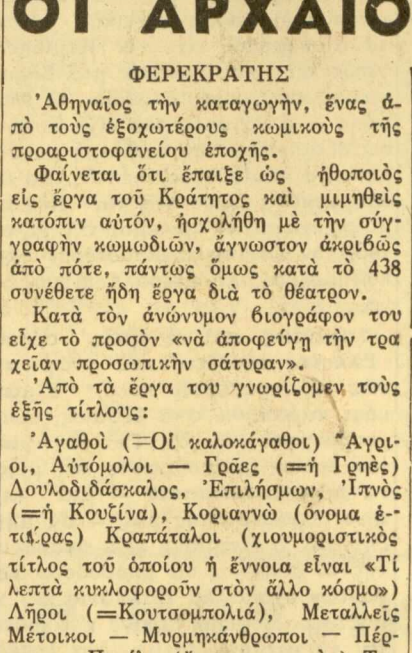 ΟΙ ΑΡΧΑΙΟ
ΦΕΡΕΚΡΑΤΗΣ
Ἀθηναῖος τὴν καταγωγήν, ἕνας ἀ-
πὸ τοὺς ἐξοχωτέρους κωμικοὺς τῆς
προαριστοφανείου ἐποχῆς.
Φαίνεται ὅτι ἔπαιξε ὡς ἠθοποιὸς
εἰς ἔργα τοῦ Κράτητος καὶ μιμηθεὶς
κατόπιν αὐτόν, ἠσχολήθη μὲ τὴν σύγ-
γραφὴν κωμωδιῶν, ἄγνωστον ἀκριβῶς
ἀπὸ πότε, πάντως ὅμως κατὰ τὸ 438
συνέθετε ἤδη ἔργα διὰ τὸ θέατρον.
Κατὰ τὸν ἀνώνυμον βιογράφον του
εἶχε τὸ προσὸν «νὰ ἀποφεύγῃ τὴν τρα
χεῖαν προσωπικὴν σάτυραν».
Ἀπὸ τὰ ἔργα του γνωρίζομεν τοὺς
ἑξῆς τίτλους:
Ἀγαθοὶ (=Οἱ καλοκάγαθοι) Ἄγρι-
οι, Αὐτόμολοι — Γρᾶες (=ἡ Γρηὲς)
Δουλοδιδάσκαλος, Ἐπιλήσμων, Ἰπνὸς
(=ἡ Κουζίνα), Κοριαννὼ (ὄνομα ἑ-
ταίρας) Κραπάταλοι (χιουμοριστικὸς
τίτλος τοῦ ὁποίου ἡ ἔννοια εἶναι «Τί
λεπτὰ κυκλοφοροῦν στὸν ἄλλο κόσμο»)
Λῆροι (=Κουτσομπολιά), Μεταλλεῖς
Μέτοικοι — Μυρμηκάνθρωποι — Πέρ-